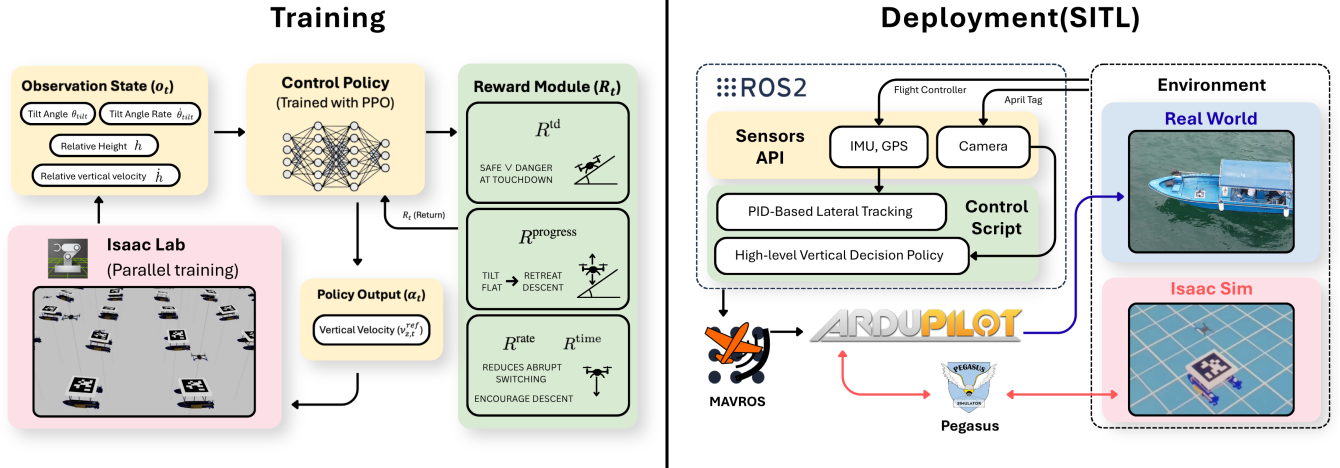 Training
Observation State (o_t)
Tilt Angle θ_tilt
Tilt Angle Rate θ̇_tilt
Relative Height h
Relative vertical velocity ḣ
Control Policy
(Trained with PPO)
Reward Module (R_t)
R^td
SAFE ∨ DANGER
AT TOUCHDOWN
R_t (Return)
R^progress
TILT
FLAT
RETREAT
DESCENT
Isaac Lab
(Parallel training)
Policy Output (a_t)
Vertical Velocity (v_{z,t}^{ref})
R^rate R^time
REDUCES ABRUPT
SWITCHING
ENCOURAGE DESCENT
Deployment(SITL)
ROS2
Flight Controller
April Tag
Sensors
API
IMU, GPS
Camera
PID-Based Lateral Tracking
Control
Script
High-level Vertical Decision Policy
Environment
Real World
Isaac Sim
MAVROS
ARDUPILOT
PEGASUS
SIMULATOR
Pegasus